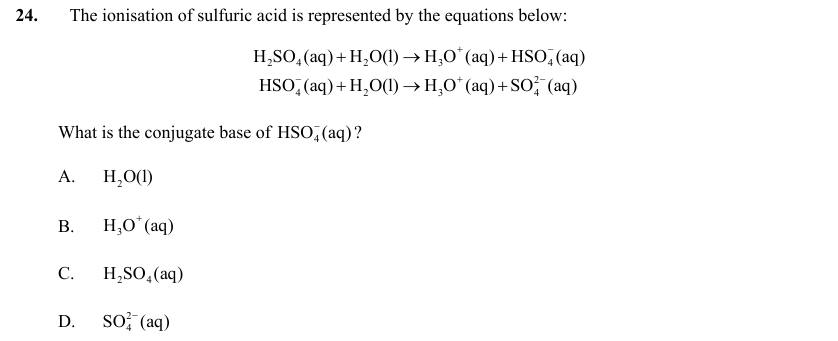 24. The ionisation of sulfuric acid is represented by the equations below:
H₂SO₄(aq) + H₂O(l) → H₃O⁺(aq) + HSO₄⁻(aq)
HSO₄⁻(aq) + H₂O(l) → H₃O⁺(aq) + SO₄²⁻(aq)
What is the conjugate base of HSO₄⁻(aq)?
A. H₂O(l)
B. H₃O⁺(aq)
C. H₂SO₄(aq)
D. SO₄²⁻(aq)